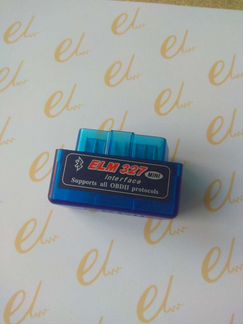 ELM 327 MINI
Interface
Supports all OBDII protocols